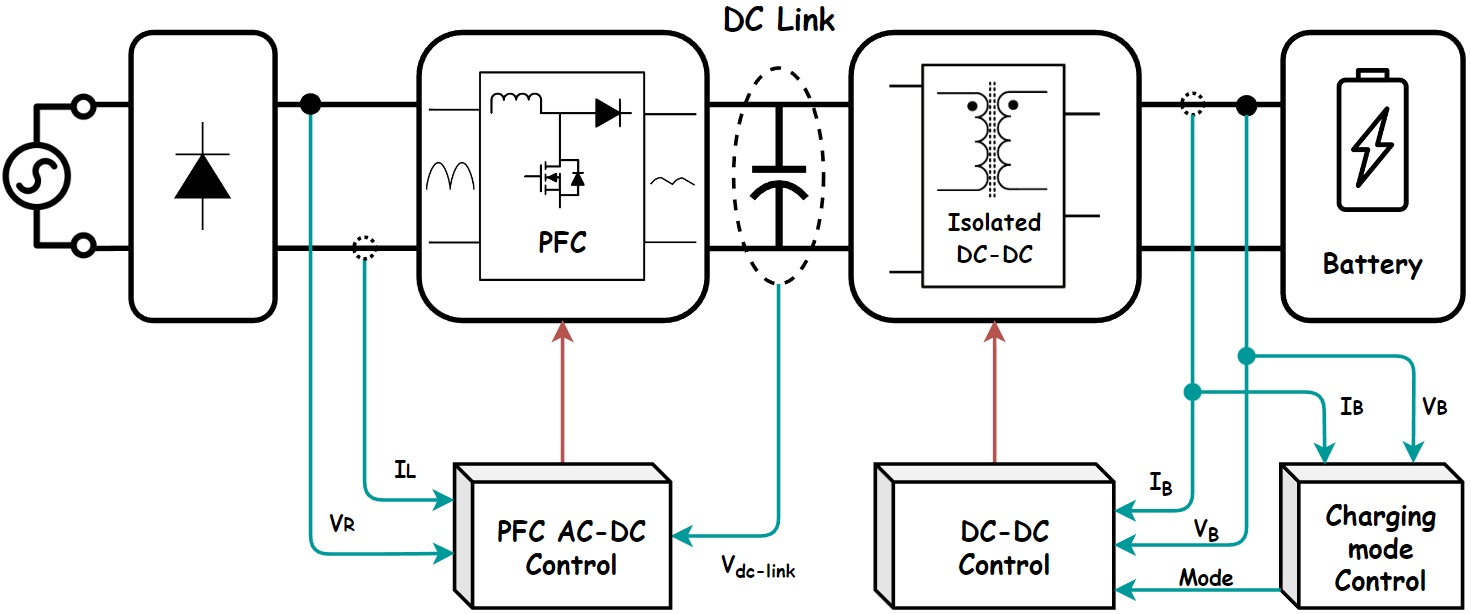 DC Link
PFC
Isolated
DC-DC
Battery
IL
VR
PFC AC-DC
Control
Vdc-link
DC-DC
Control
IB
VB
Mode
IB
VB
Charging
mode
Control